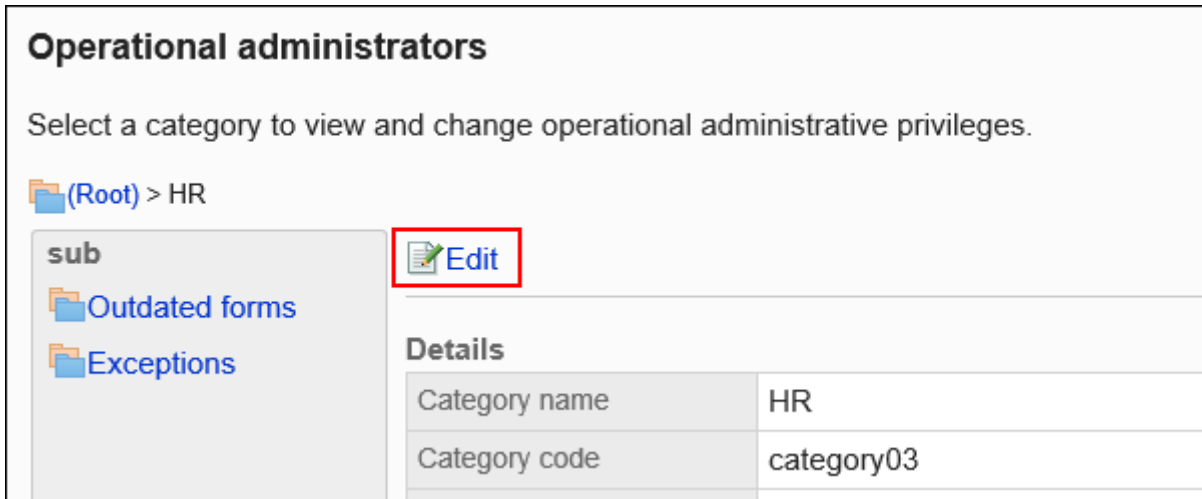 Operational administrators
Select a category to view and change operational administrative privileges.
(Root) > HR
sub
Outdated forms
Exceptions
Edit
Details
Category name HR
Category code category03